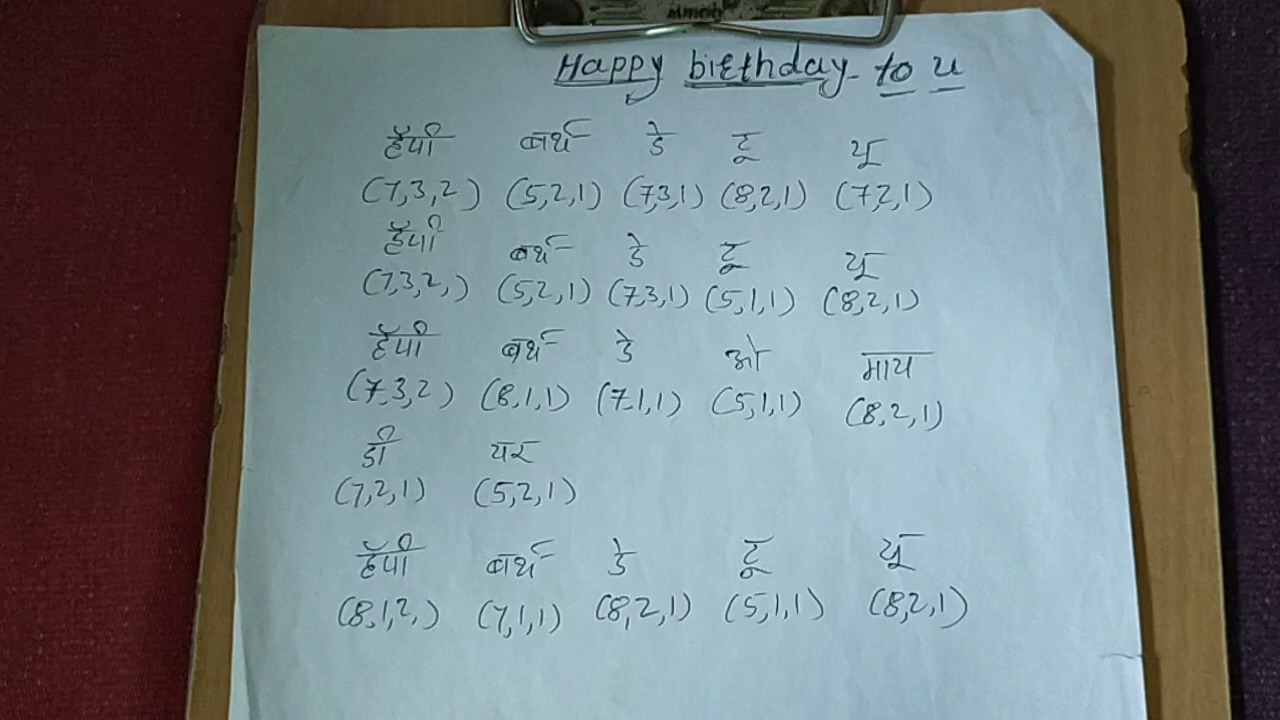 Happy birthday to u
हैप्पी बर्थ डे टू यू
(7,3,2) (5,2,1) (7,3,1) (8,2,1) (7,2,1)
हैप्पी बर्थ डे टू यू
(7,3,2,) (5,2,1) (7,3,1) (5,1,1) (8,2,1)
हैप्पी बर्थ डे ओ माय
(7,3,2) (8,1,1) (7,1,1) (5,1,1) (8,2,1)
डी यर
(7,2,1) (5,2,1)
हैप्पी बर्थ डे टू यू
(8,1,2,) (7,1,1) (8,2,1) (5,1,1) (8,2,1)